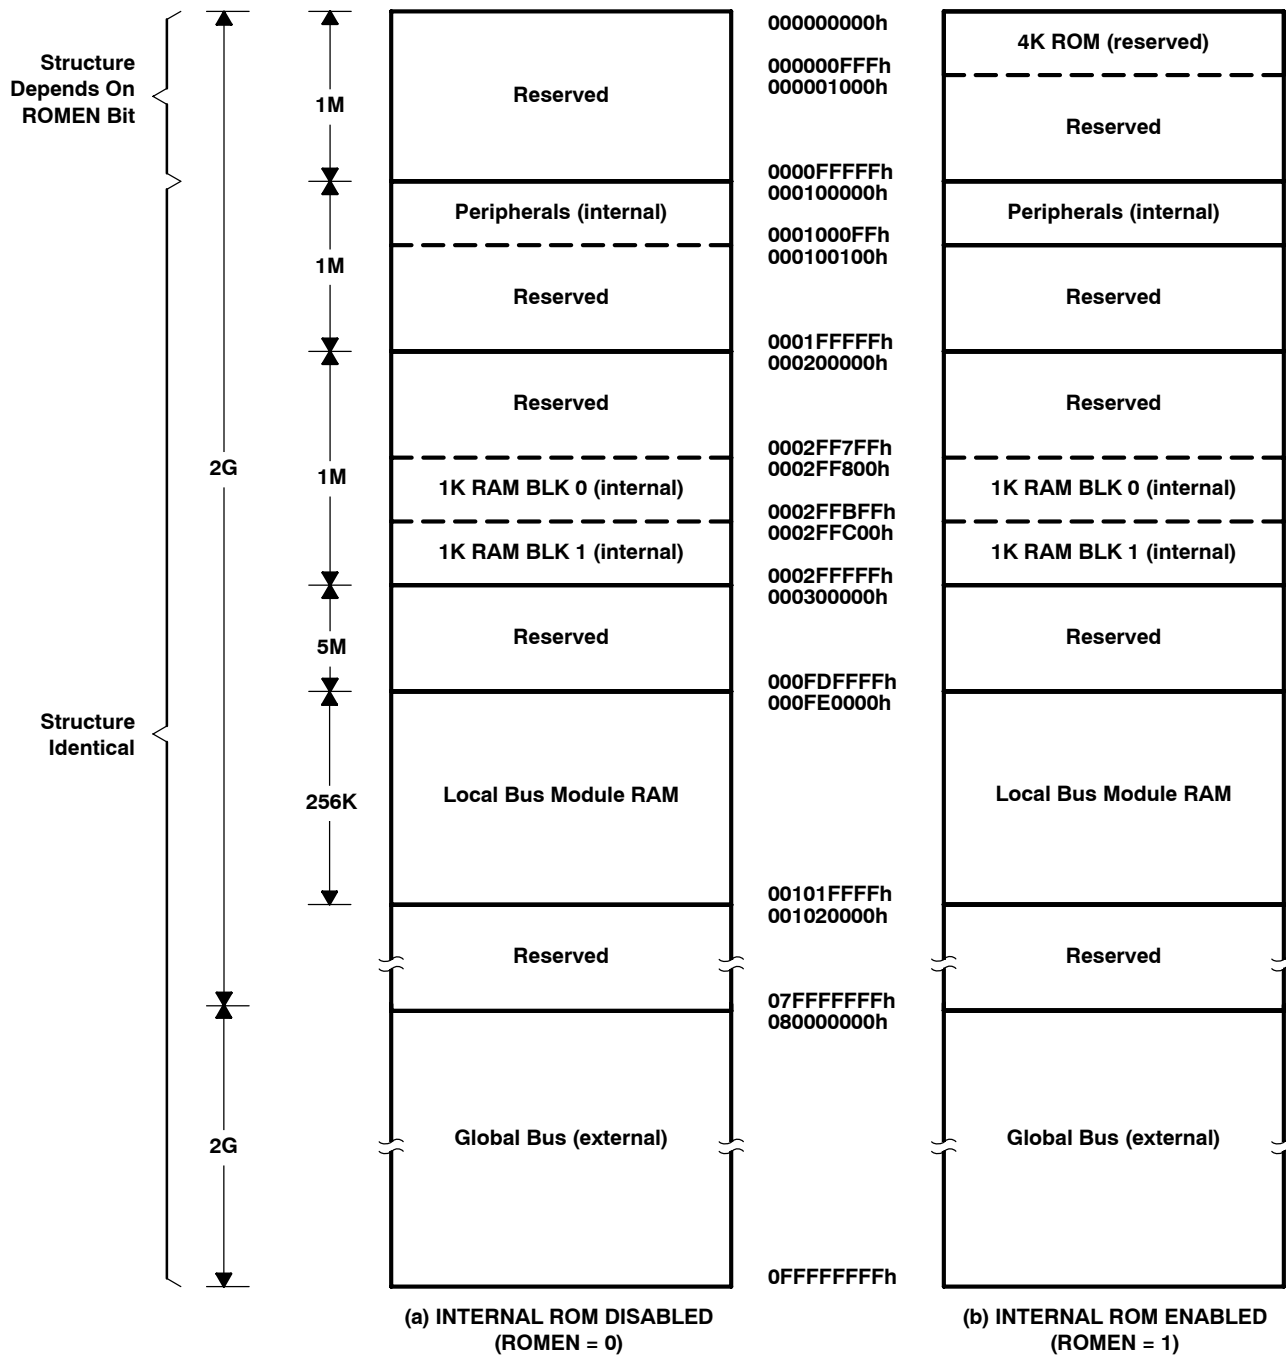 Structure
Depends On
ROMEN Bit
Structure
Identical
2G
2G
1M
1M
1M
5M
256K
Reserved
Peripherals (internal)
Reserved
Reserved
1K RAM BLK 0 (internal)
1K RAM BLK 1 (internal)
Reserved
Local Bus Module RAM
Reserved
Global Bus (external)
(a) INTERNAL ROM DISABLED
(ROMEN = 0)
000000000h
000000FFFh
000001000h
0000FFFFFh
000100000h
0001000FFh
000100100h
0001FFFFFh
000200000h
0002FF7FFh
0002FF800h
0002FFBFFh
0002FFC00h
0002FFFFFh
000300000h
000FDFFFFh
000FE0000h
00101FFFFh
001020000h
07FFFFFFFh
080000000h
0FFFFFFFFh
4K ROM (reserved)
Reserved
Peripherals (internal)
Reserved
Reserved
1K RAM BLK 0 (internal)
1K RAM BLK 1 (internal)
Reserved
Local Bus Module RAM
Reserved
Global Bus (external)
(b) INTERNAL ROM ENABLED
(ROMEN = 1)